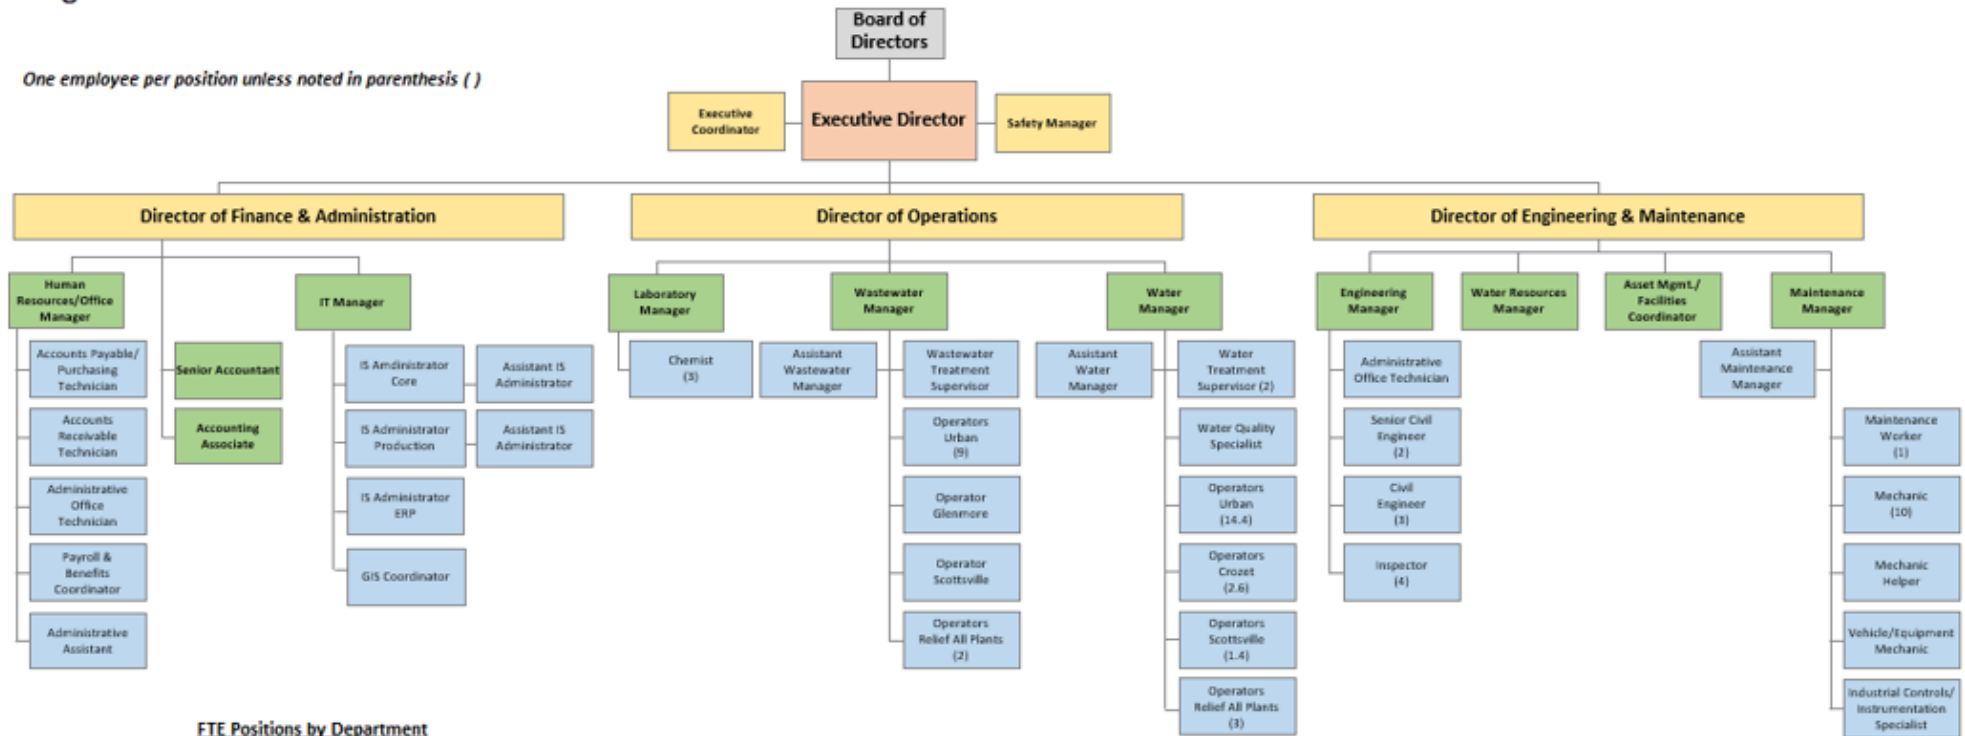 Board of
Directors
One employee per position unless noted in parenthesis ( )
Executive
Coordinator
Executive Director
Safety Manager
Director of Finance & Administration
Director of Operations
Director of Engineering & Maintenance
Human
Resources/Office
Manager
IT Manager
Laboratory
Manager
Wastewater
Manager
Water
Manager
Engineering
Manager
Water Resources
Manager
Asset Mgmt./
Facilities
Coordinator
Maintenance
Manager
Accounts Payable/
Purchasing
Technician
Senior Accountant
IS Amdinistrator
Core
Assistant IS
Administrator
Chemist
(3)
Assistant
Wastewater
Manager
Wastewater
Treatment
Supervisor
Assistant
Water
Manager
Water
Treatment
Supervisor (2)
Administrative
Office Technician
Assistant
Maintenance
Manager
Accounts
Receivable
Technician
Accounting
Associate
IS Administrator
Production
Assistant IS
Administrator
Operators
Urban
(9)
Water Quality
Specialist
Senior Civil
Engineer
(2)
Maintenance
Worker
(1)
Administrative
Office
Technician
IS Administrator
ERP
Operator
Glenmore
Operators
Urban
(14.4)
Civil
Engineer
(3)
Mechanic
(10)
Payroll &
Benefits
Coordinator
GIS Coordinator
Operator
Scottsville
Operators
Crozet
(2.6)
Inspector
(4)
Mechanic
Helper
Administrative
Assistant
Operators
Relief All Plants
(2)
Operators
Scottsville
(1.4)
Vehicle/Equipment
Mechanic
Operators
Relief All Plants
(3)
Industrial Controls/
Instrumentation
Specialist
FTE Positions by Department